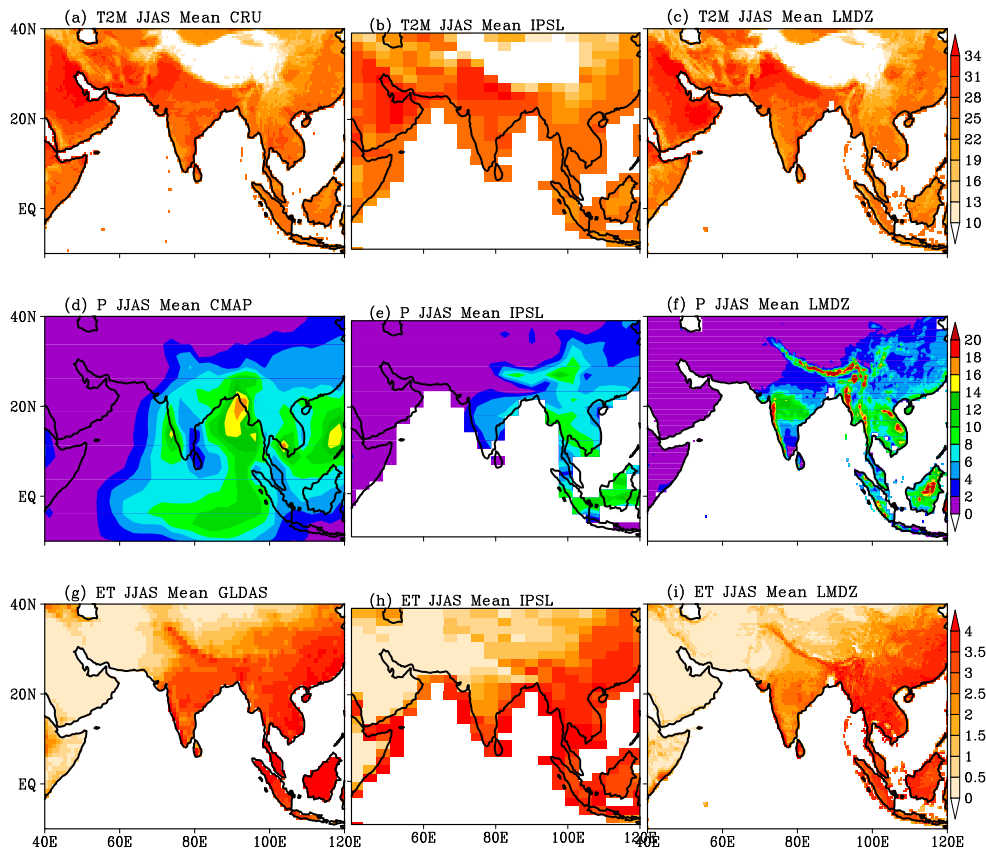 (a) T2M JJAS Mean CRU
(b) T2M JJAS Mean IPSL
(c) T2M JJAS Mean LMDZ
40N
20N
EQ
34
31
28
25
22
19
16
13
10
(d) P JJAS Mean CMAP
(e) P JJAS Mean IPSL
(f) P JJAS Mean LMDZ
40N
20N
EQ
20
18
16
15
14
12
10
8
6
4
2
0
(g) ET JJAS Mean GLDAS
(h) ET JJAS Mean IPSL
(i) ET JJAS Mean LMDZ
40N
20N
EQ
4
3.5
3
2.5
2
1.5
1
0.5
0
40E 60E 80E 100E 120E
60E 80E 100E 120E
60E 80E 100E 120E